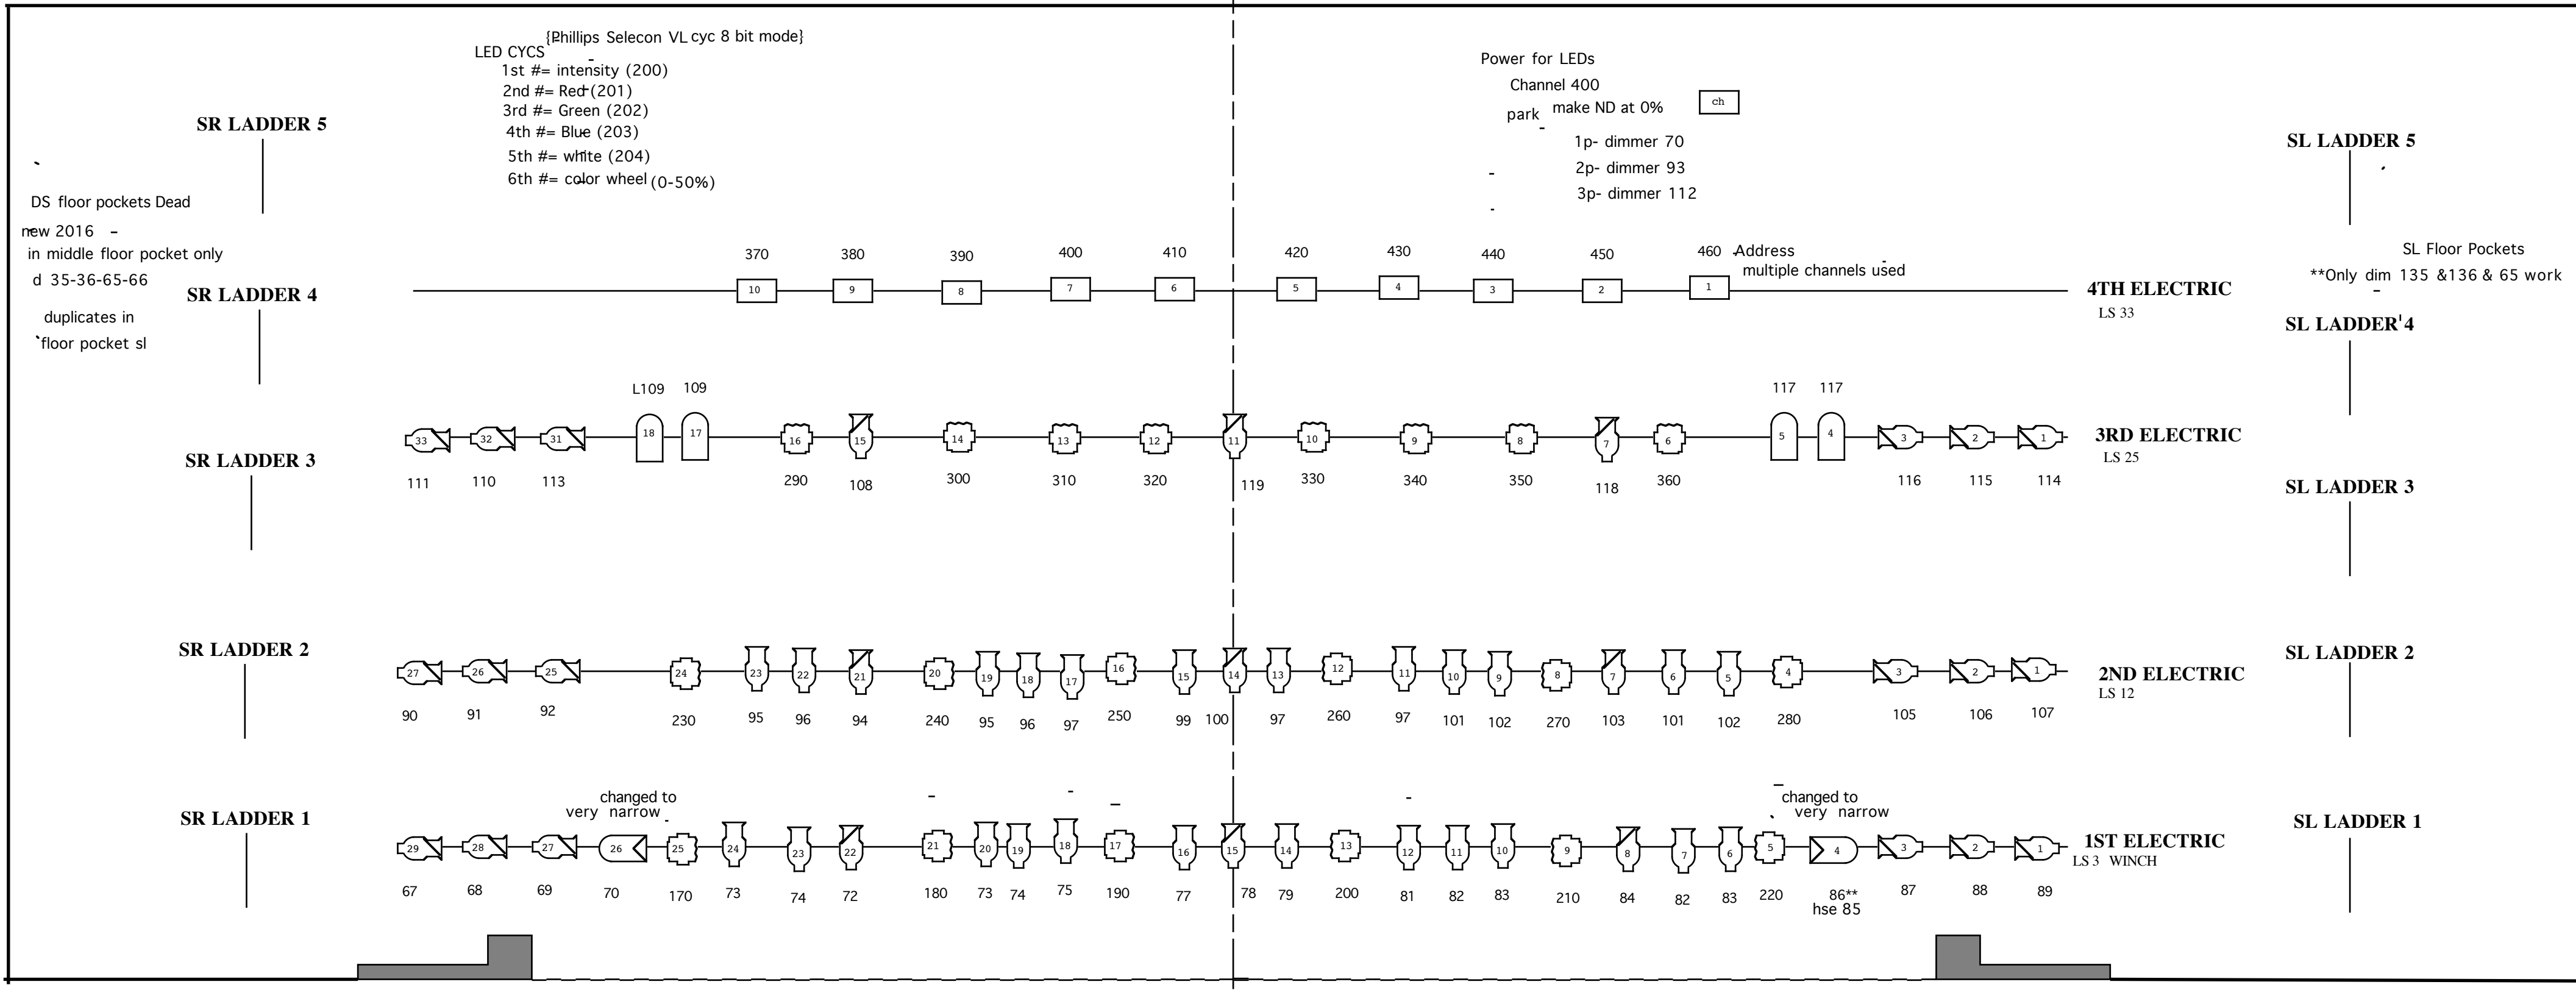 {Phillips Selecon VL cyc 8 bit mode}
LED CYCS
1st #= intensity (200)
2nd #= Red (201)
3rd #= Green (202)
4th #= Blue (203)
5th #= white (204)
6th #= color wheel (0-50%)
Power for LEDs
Channel 400
park make ND at 0%
ch
1p- dimmer 70
2p- dimmer 93
3p- dimmer 112
SR LADDER 5
SL LADDER 5
DS floor pockets Dead
new 2016 -
in middle floor pocket only
d 35-36-65-66
duplicates in
floor pocket sl
SL Floor Pockets
**Only dim 135 &136 & 65 work
370 380 390 400 410 420 430 440 450 460 Address
multiple channels used
SR LADDER 4
10 9 8 7 6 5 4 3 2 1
4TH ELECTRIC
LS 33
SL LADDER'4
L109 109 117 117
33 32 31 18 17 16 15 14 13 12 11 10 9 8 7 6 5 4 3 2 1
3RD ELECTRIC
LS 25
SR LADDER 3
111 110 113 290 108 300 310 320 119 330 340 350 118 360 116 115 114
SL LADDER 3
SR LADDER 2
SL LADDER 2
27 26 25 24 23 22 21 20 19 18 17 16 15 14 13 12 11 10 9 8 7 6 5 4 3 2 1
2ND ELECTRIC
LS 12
90 91 92 230 95 96 94 240 95 96 97 250 99 100 97 260 97 101 102 270 103 101 102 280 105 106 107
changed to
very narrow
changed to
very narrow
SR LADDER 1
SL LADDER 1
29 28 27 26 25 24 23 22 21 20 19 18 17 16 15 14 13 12 11 10 9 8 7 6 5 4 3 2 1
1ST ELECTRIC
LS 3 WINCH
67 68 69 70 170 73 74 72 180 73 74 75 190 77 78 79 200 81 82 83 210 84 82 83 220 86** 87 88 89
hse 85